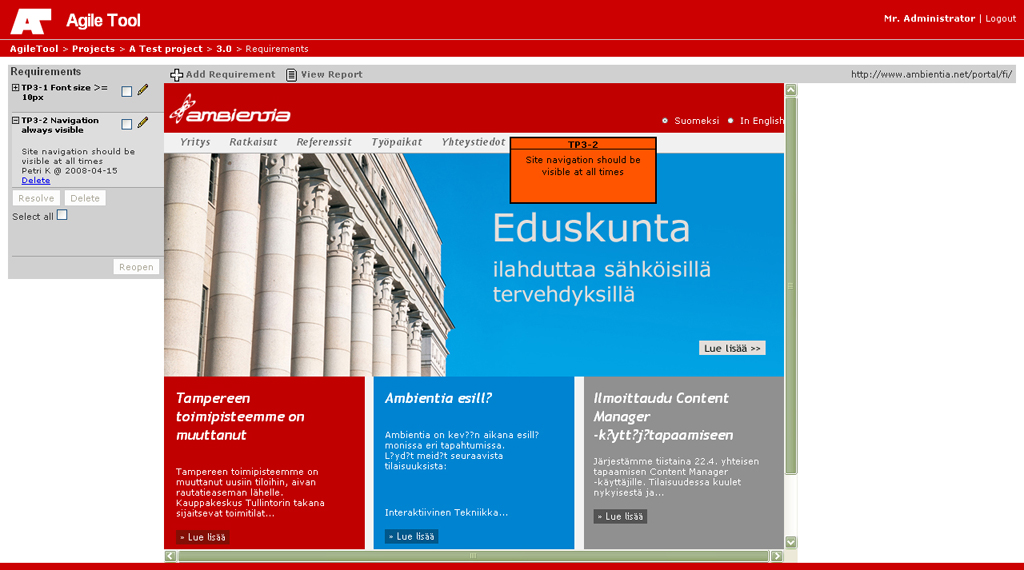 AT Agile Tool
Mr. Administrator | Logout
AgileTool > Projects > A Test project > 3.0 > Requirements
Requirements
TP3-1 Font size >=
10px
TP3-2 Navigation
always visible
Site navigation should be
visible at all times
Petri K @ 2008-04-15
Delete
Resolve Delete
Select all
Reopen
Add Requirement View Report
http://www.ambientia.net/portal/fi/
ambientia
Suomeksi In English
Yritys Ratkaisut Referenssit Työpaikat Yhteystiedot
TP3-2
Site navigation should be
visible at all times
Eduskunta
ilahduttaa sähköisillä
tervehdyksillä
Lue lisää >>
Tampereen
toimipisteemme on
muuttanut
Tampereen toimipisteemme on
muuttanut uusiin tiloihin, aivan
rautatieaseman lähelle.
Kauppakeskus Tullintorin takana
sijaitsevat toimitilat...
» Lue lisää
Ambientia esill?
Ambientia on kev??n aikana esill?
monissa eri tapahtumissa.
L?yd?t meid?t seuraavista
tilaisuuksista:
Interaktiivinen Tekniikka...
» Lue lisää
Ilmoittaudu Content
Manager
-k?ytt?j?tapaamiseen
Järjestämme tiistaina 22.4. yhteisen
tapaamisen Content Manager
-käyttäjille. Tilaisuudessa kuulet
nykyisestä ja...
» Lue lisää